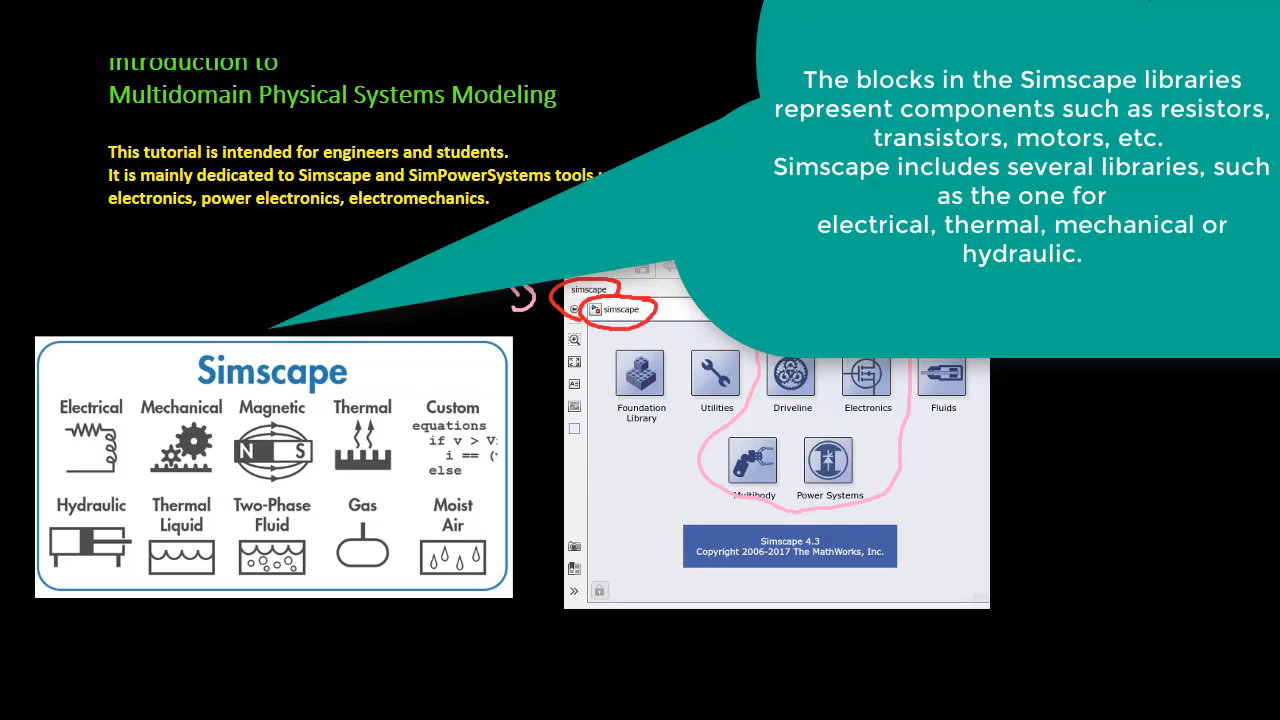 Introduction to
Multidomain Physical Systems Modeling
This tutorial is intended for engineers and students.
It is mainly dedicated to Simscape and SimPowerSystems tools
electronics, power electronics, electromechanics.
The blocks in the Simscape libraries
represent components such as resistors,
transistors, motors, etc.
Simscape includes several libraries, such
as the one for
electrical, thermal, mechanical or
hydraulic.
Simscape
Electrical Mechanical Magnetic Thermal Custom
equations
if v > V
i == (
else
N S
Hydraulic Thermal Liquid Two-Phase Fluid Gas Moist Air
simscape
simscape
Foundation Library Utilities Driveline Electronics Fluids
Multibody Power Systems
Simscape 4.3
Copyright 2006-2017 The MathWorks, Inc.